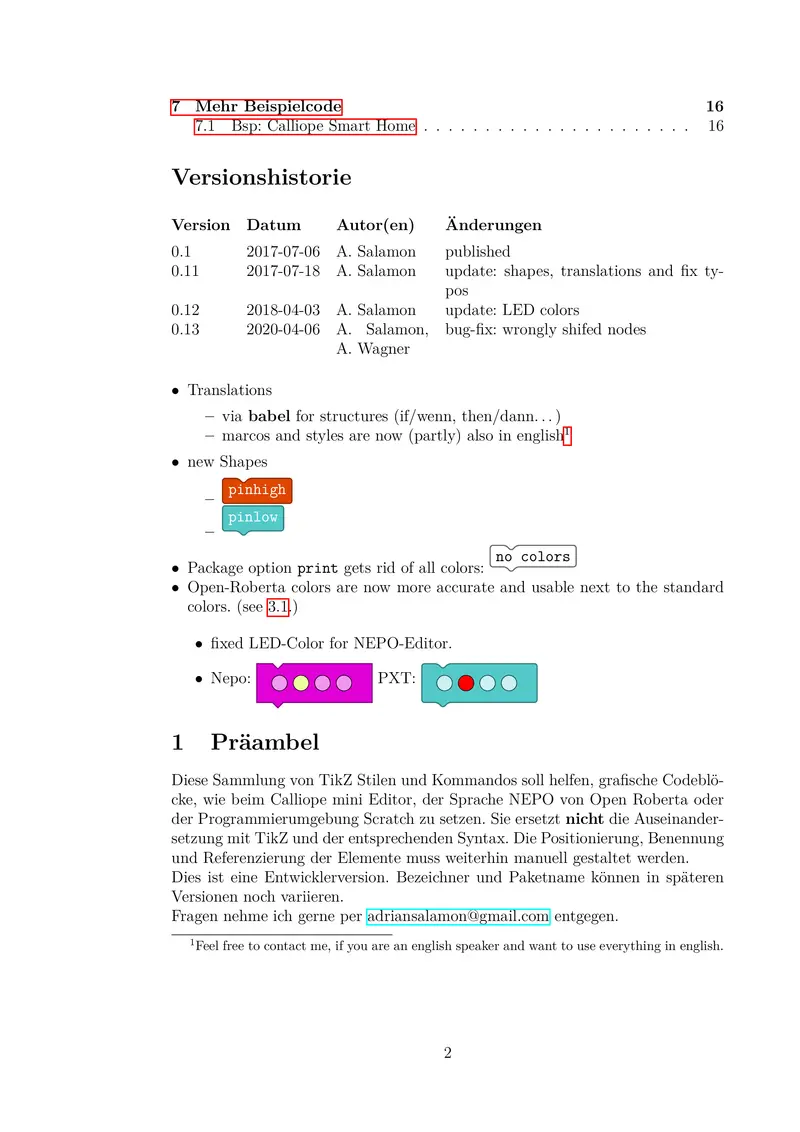 7 Mehr Beispielcode 16
7.1 Bsp: Calliope Smart Home . . . . . . . . . . . . . . . . . . . . . . 16
Versionshistorie
Version Datum Autor(en) Änderungen
0.1 2017-07-06 A. Salamon published
0.11 2017-07-18 A. Salamon update: shapes, translations and fix ty-
pos
0.12 2018-04-03 A. Salamon update: LED colors
0.13 2020-04-06 A. Salamon, bug-fix: wrongly shifed nodes
A. Wagner
• Translations
– via babel for structures (if/wenn, then/dann...)
– marcos and styles are now (partly) also in english1
• new Shapes
– pinhigh
– pinlow
• Package option print gets rid of all colors: no colors
• Open-Roberta colors are now more accurate and usable next to the standard
colors. (see 3.1.)
• fixed LED-Color for NEPO-Editor.
• Nepo: PXT:
1 Präambel
Diese Sammlung von TikZ Stilen und Kommandos soll helfen, grafische Codeblö-
cke, wie beim Calliope mini Editor, der Sprache NEPO von Open Roberta oder
der Programmierumgebung Scratch zu setzen. Sie ersetzt nicht die Auseinander-
setzung mit TikZ und der entsprechenden Syntax. Die Positionierung, Benennung
und Referenzierung der Elemente muss weiterhin manuell gestaltet werden.
Dies ist eine Entwicklerversion. Bezeichner und Paketname können in späteren
Versionen noch variieren.
Fragen nehme ich gerne per adriansalamon@gmail.com entgegen.
1Feel free to contact me, if you are an english speaker and want to use everything in english.
2